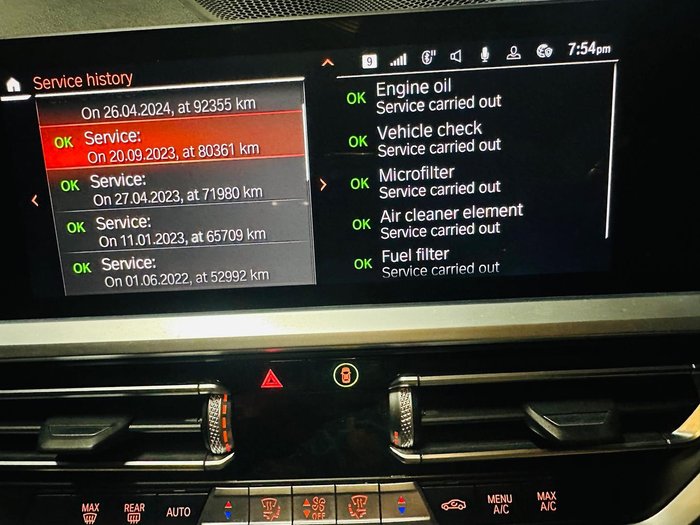 9
7:54pm
Service history
On 26.04.2024, at 92355 km
OK Service:
On 20.09.2023, at 80361 km
OK Service:
On 27.04.2023, at 71980 km
OK Service:
On 11.01.2023, at 65709 km
OK Service:
On 01.06.2022, at 52992 km
OK Engine oil
Service carried out
OK Vehicle check
Service carried out
OK Microfilter
Service carried out
OK Air cleaner element
Service carried out
OK Fuel filter
Service carried out
MAX
REAR
AUTO
OFF
MENU
A/C
MAX
A/C